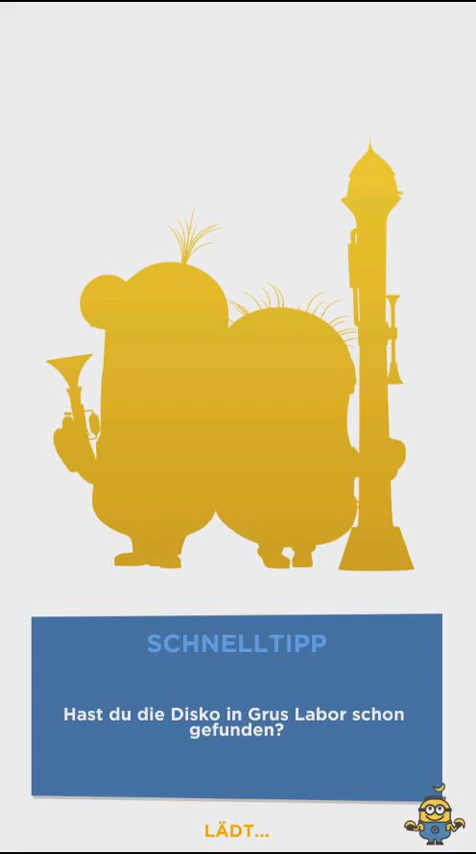 SCHNELLTIPP
Hast du die Disko in Grus Labor schon
gefunden?
LÄDT...